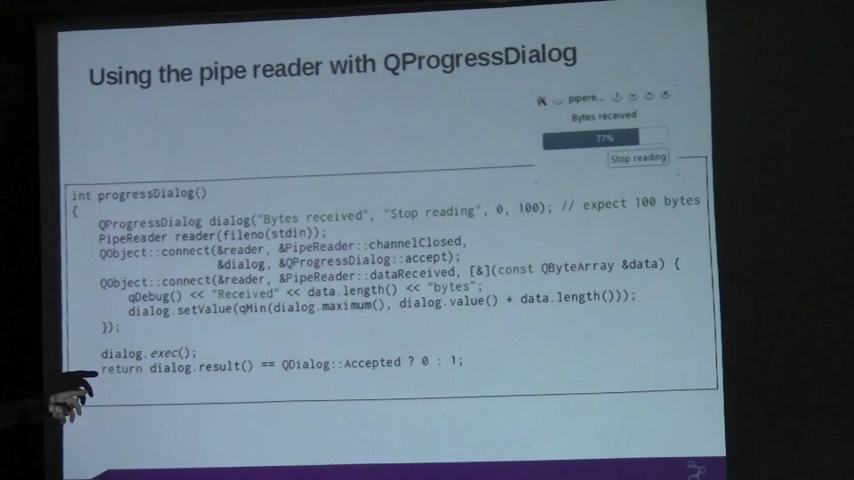 Using the pipe reader with QProgressDialog
pipere...
Bytes received
77%
Stop reading
int progressDialog()
{
QProgressDialog dialog("Bytes received", "Stop reading", 0, 100); // expect 100 bytes
PipeReader reader(fileno(stdin));
QObject::connect(&reader, &PipeReader::channelClosed,
&dialog, &QProgressDialog::accept);
QObject::connect(&reader, &PipeReader::dataReceived, [&](const QByteArray &data) {
qDebug() << "Received" << data.length() << "bytes";
dialog.setValue(qMin(dialog.maximum(), dialog.value() + data.length()));
});
dialog.exec();
return dialog.result() == QDialog::Accepted ? 0 : 1;